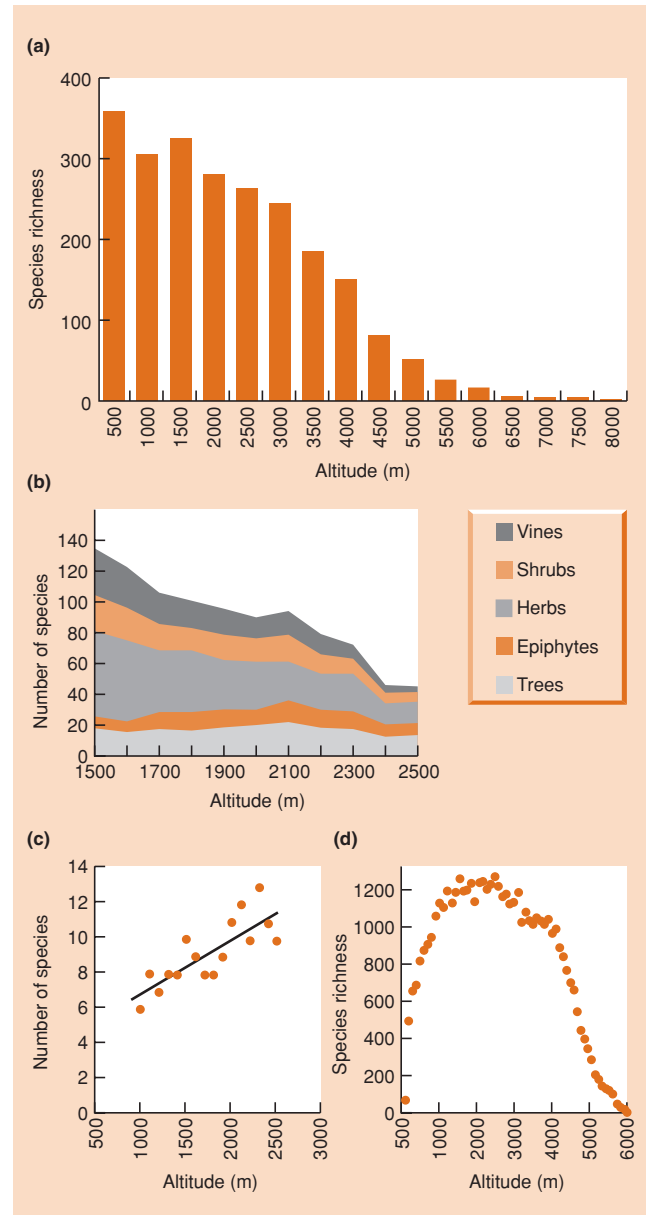 (a)
400
300
200
100
0
Species richness
500 1000 1500 2000 2500 3000 3500 4000 4500 5000 5500 6000 6500 7000 7500 8000
Altitude (m)
(b)
140
120
100
80
60
40
20
0
Number of species
1500 1700 1900 2100 2300 2500
Altitude (m)
Vines
Shrubs
Herbs
Epiphytes
Trees
(c)
14
12
10
8
6
4
2
0
Number of species
500 1000 1500 2000 2500 3000
Altitude (m)
(d)
1200
1000
800
600
400
200
0
Species richness
500 1000 2000 3000 4000 5000 6000
Altitude (m)